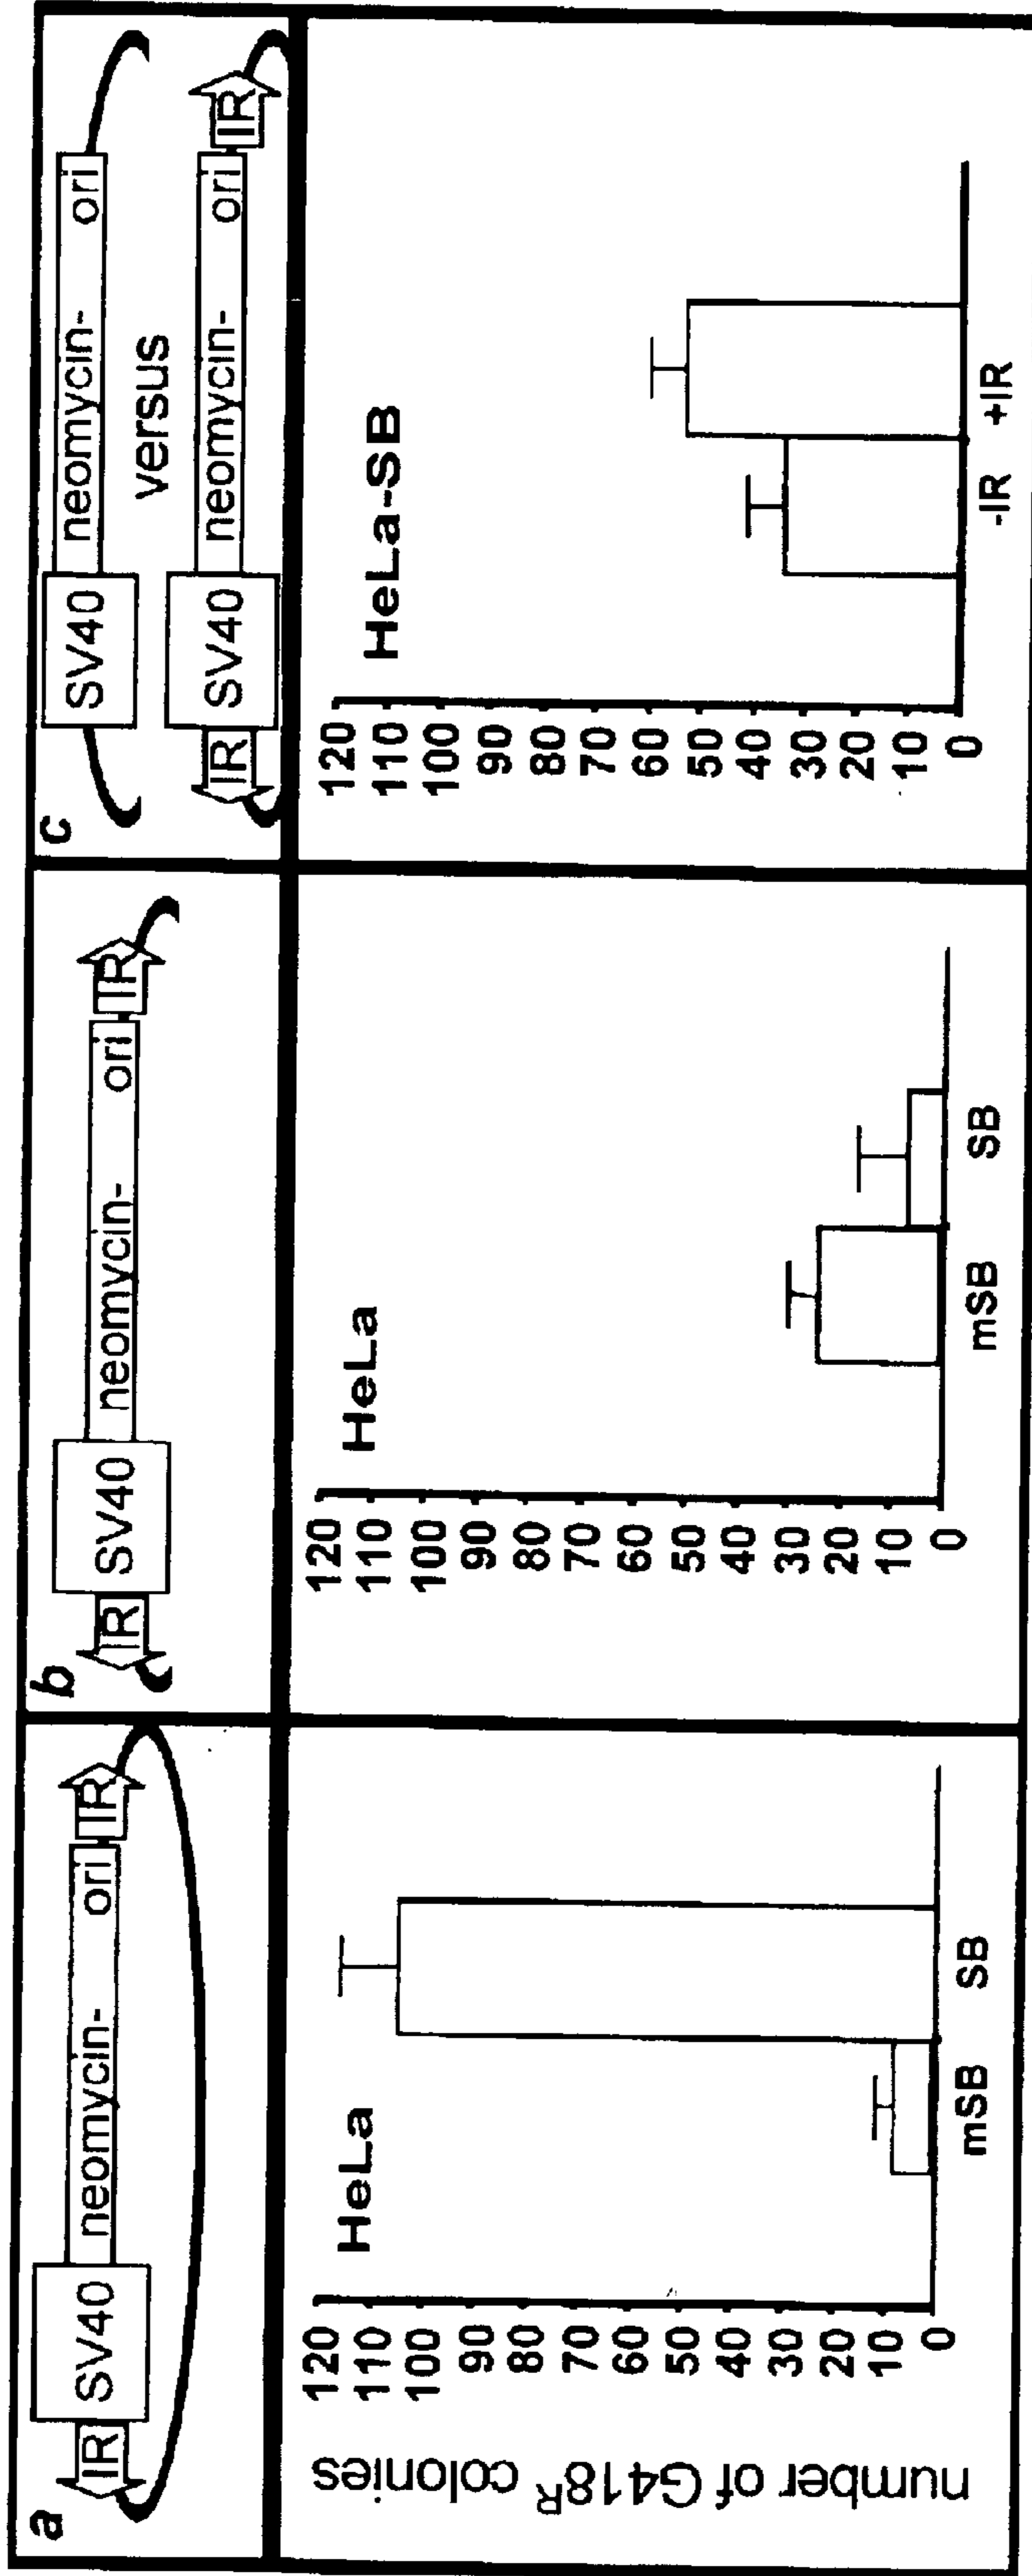 a
IR SV40 neomycin- ori IR
number of G418R colonies
120
110
100
90
80
70
60
50
40
30
20
10
0
HeLa
mSB SB
b
IR SV40 neomycin- ori IR
120
110
100
90
80
70
60
50
40
30
20
10
0
HeLa
mSB SB
c
SV40 neomycin- ori
versus
IR SV40 neomycin- ori IR
120
110
100
90
80
70
60
50
40
30
20
10
0
HeLa-SB
-IR +IR